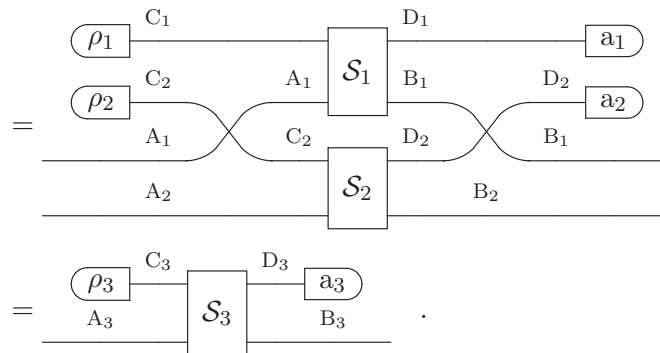 C₁ D₁
ρ₁ 𝒮₁ a₁
C₂ A₁ B₁ D₂
ρ₂ a₂
=
A₁ C₂ D₂ B₁
A₂ 𝒮₂ B₂
C₃ D₃
ρ₃ a₃
= A₃ 𝒮₃ B₃ .